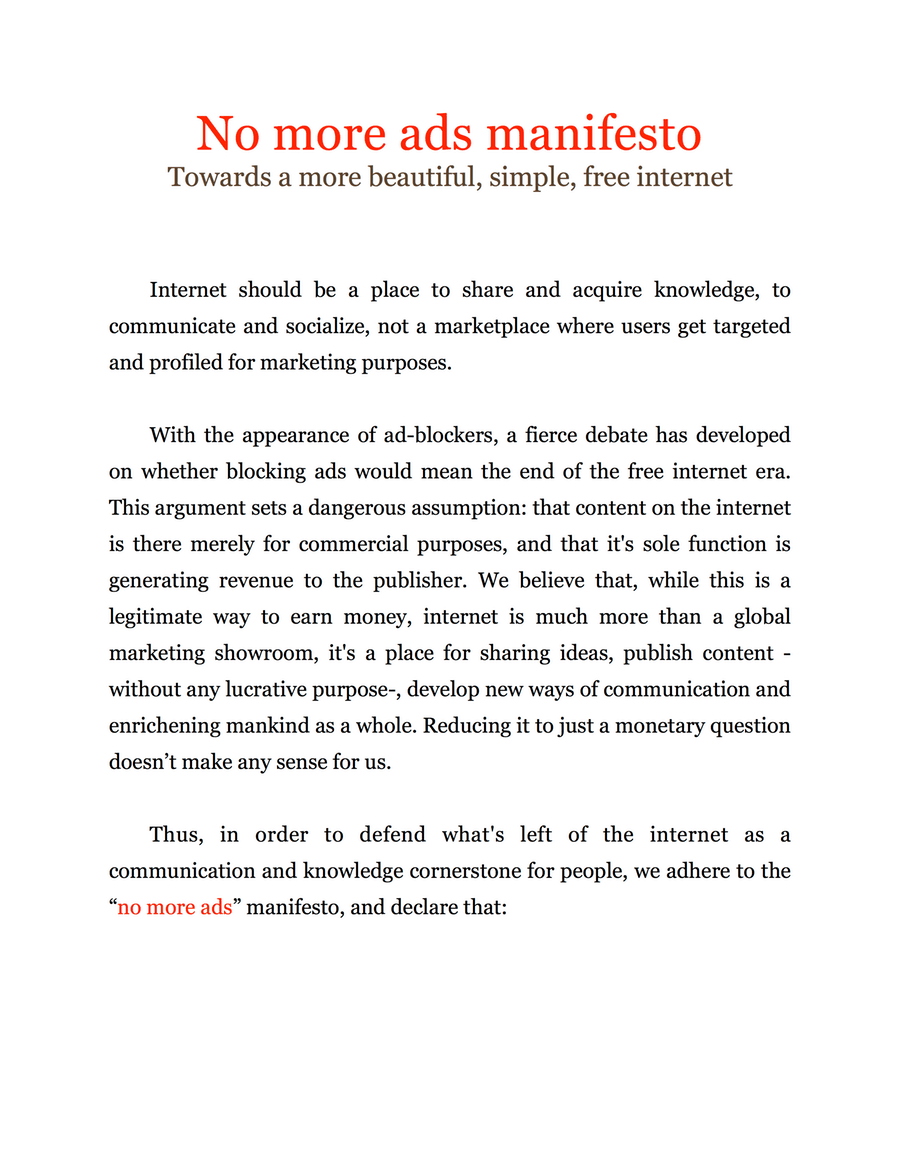 No more ads manifesto
Towards a more beautiful, simple, free internet
Internet should be a place to share and acquire knowledge, to
communicate and socialize, not a marketplace where users get targeted
and profiled for marketing purposes.
With the appearance of ad-blockers, a fierce debate has developed
on whether blocking ads would mean the end of the free internet era.
This argument sets a dangerous assumption: that content on the internet
is there merely for commercial purposes, and that it's sole function is
generating revenue to the publisher. We believe that, while this is a
legitimate way to earn money, internet is much more than a global
marketing showroom, it's a place for sharing ideas, publish content -
without any lucrative purpose-, develop new ways of communication and
enrichening mankind as a whole. Reducing it to just a monetary question
doesn’t make any sense for us.
Thus, in order to defend what's left of the internet as a
communication and knowledge cornerstone for people, we adhere to the
“no more ads” manifesto, and declare that: